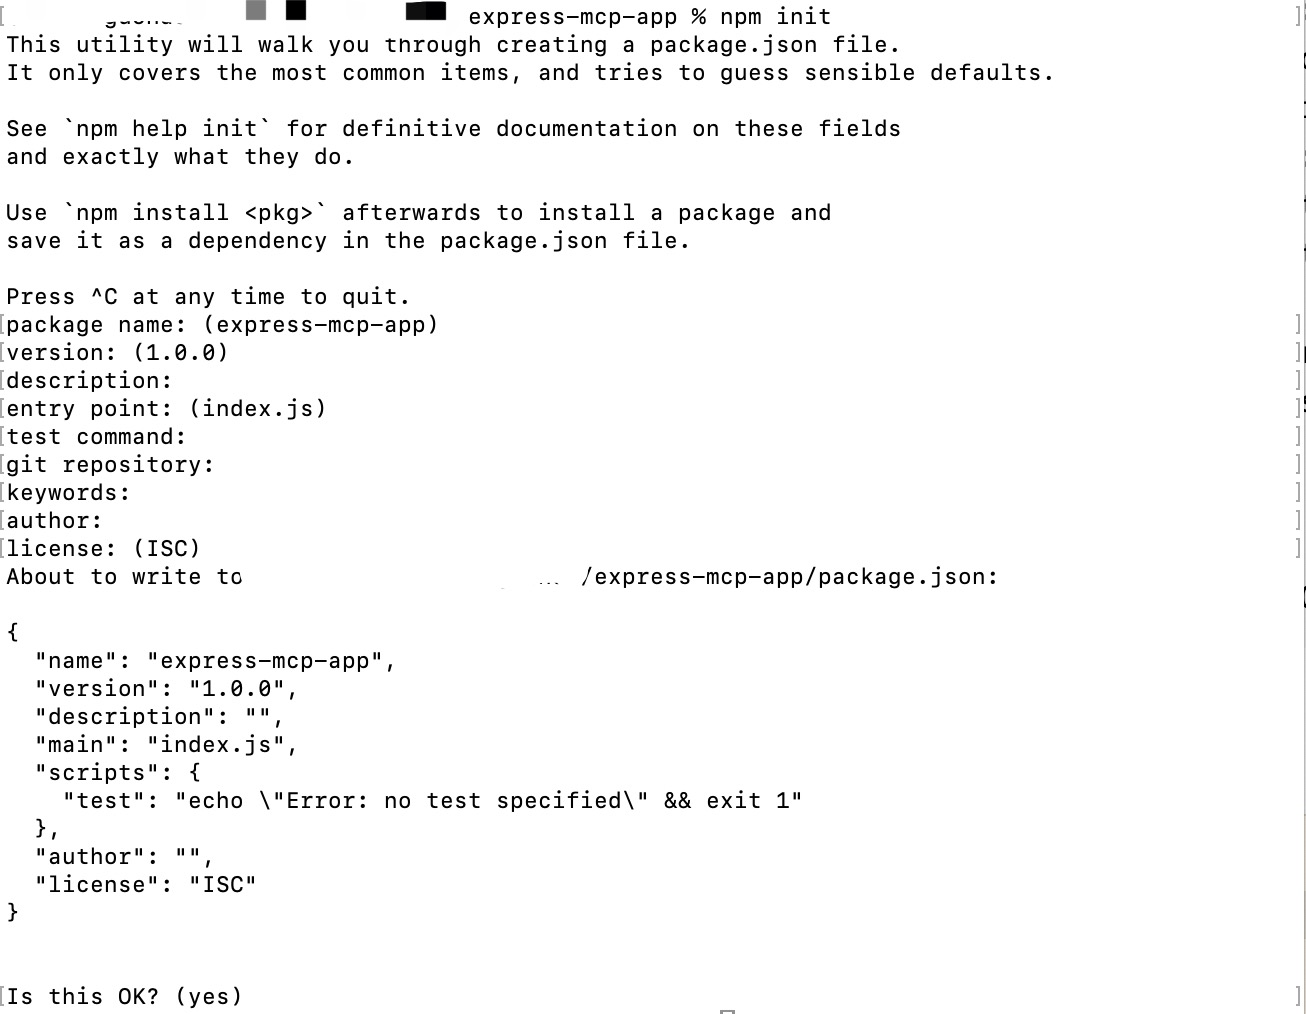 express-mcp-app % npm init
This utility will walk you through creating a package.json file.
It only covers the most common items, and tries to guess sensible defaults.
See `npm help init` for definitive documentation on these fields
and exactly what they do.
Use `npm install <pkg>` afterwards to install a package and
save it as a dependency in the package.json file.
Press ^C at any time to quit.
package name: (express-mcp-app)
version: (1.0.0)
description:
entry point: (index.js)
test command:
git repository:
keywords:
author:
license: (ISC)
About to write to /express-mcp-app/package.json:
{
  "name": "express-mcp-app",
  "version": "1.0.0",
  "description": "",
  "main": "index.js",
  "scripts": {
    "test": "echo \"Error: no test specified\" && exit 1"
  },
  "author": "",
  "license": "ISC"
}
Is this OK? (yes)